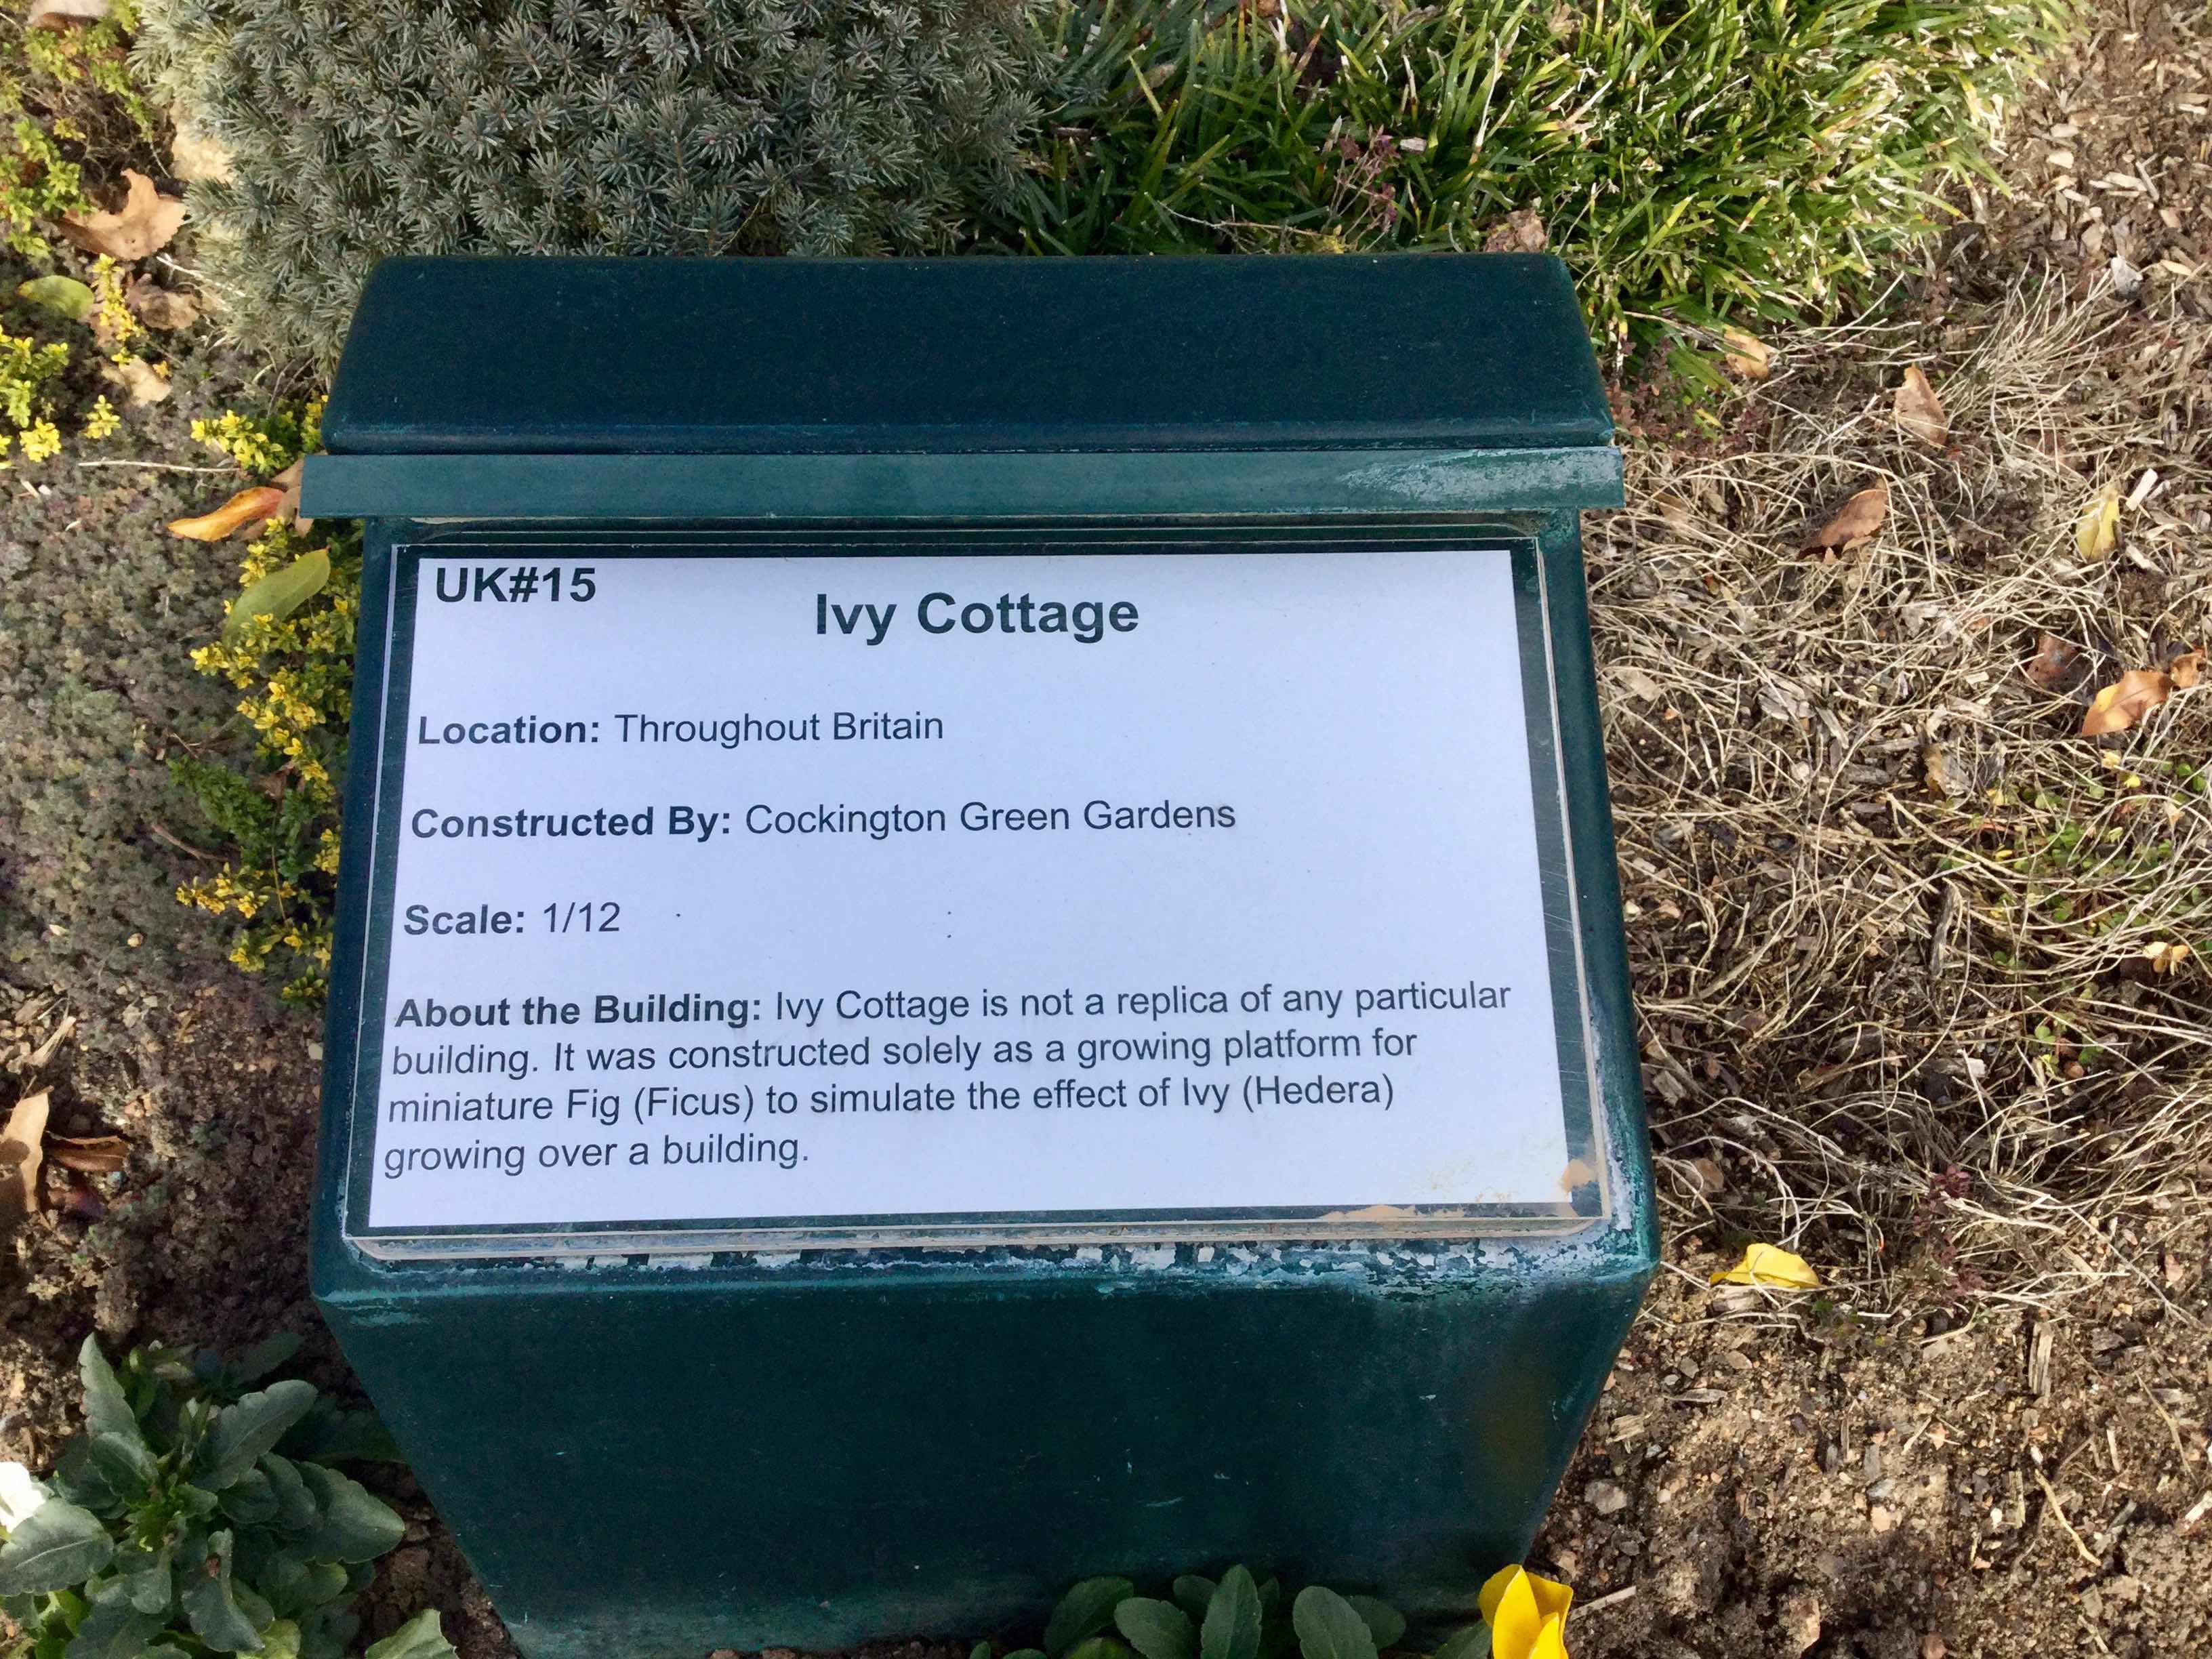 UK#15
Ivy Cottage
Location: Throughout Britain
Constructed By: Cockington Green Gardens
Scale: 1/12
About the Building: Ivy Cottage is not a replica of any particular
building. It was constructed solely as a growing platform for
miniature Fig (Ficus) to simulate the effect of Ivy (Hedera)
growing over a building.